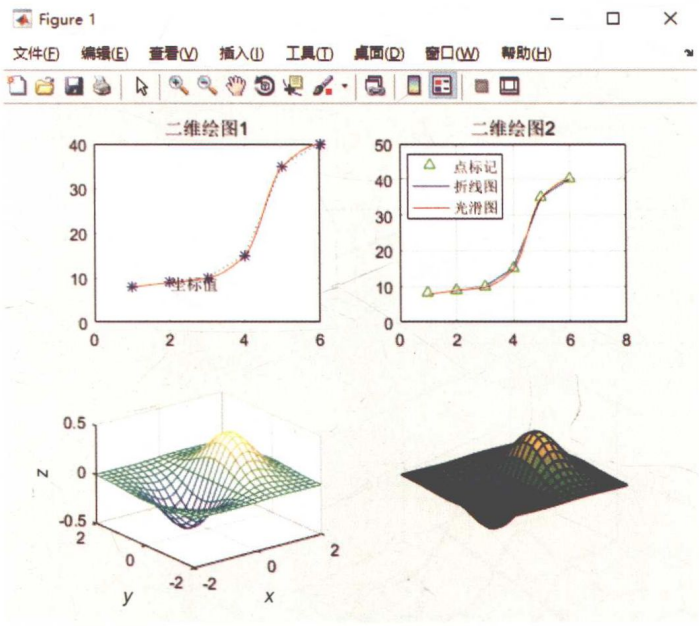 Figure 1
文件(F) 编辑(E) 查看(V) 插入(I) 工具(T) 桌面(D) 窗口(W) 帮助(H)
二维绘图1
40
30
20
10
0
0 2 4 6
坐标值
二维绘图2
50
40
30
20
10
0
0 2 4 6 8
点标记
折线图
光滑图
0.5
0
-0.5
z
2
0
-2
y
-2
0
2
x